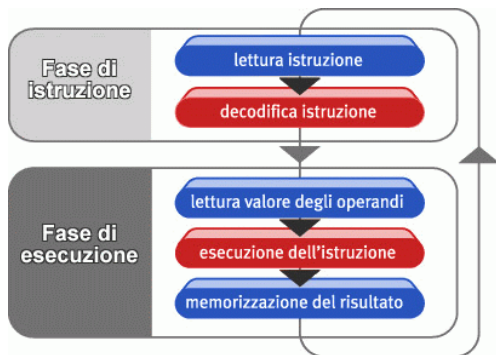 Fase di
istruzione
lettura istruzione
decodifica istruzione
Fase di
esecuzione
lettura valore degli operandi
esecuzione dell'istruzione
memorizzazione del risultato